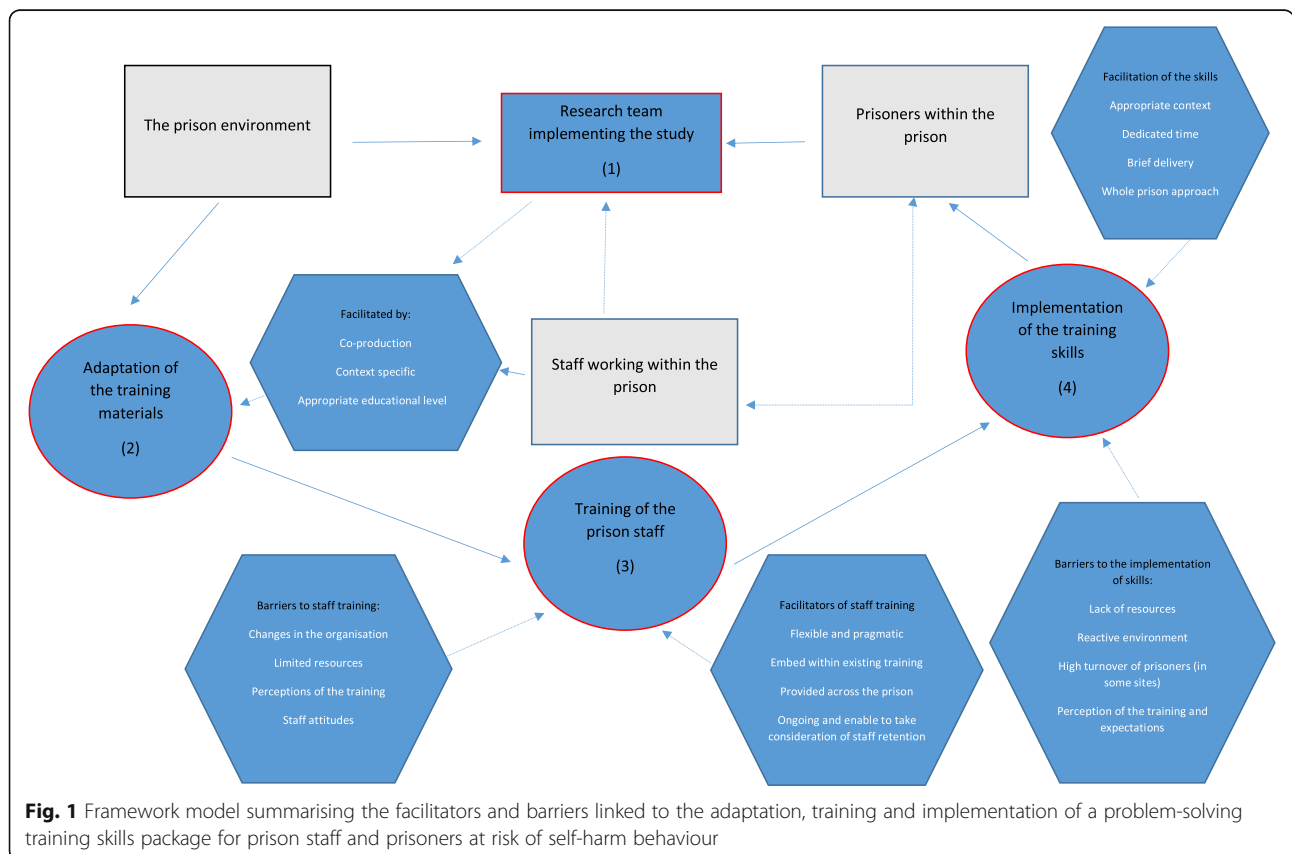 The prison environment
Research team
implementing the study
(1)
Prisoners within the
prison
Facilitation of the skills
Appropriate context
Dedicated time
Brief delivery
Whole prison approach
Adaptation of
the training
materials
(2)
Facilitated by:
Co-production
Context specific
Appropriate educational level
Staff working within the
prison
Implementation
of the training
skills
(4)
Training of the
prison staff
(3)
Barriers to staff training:
Changes in the organisation
Limited resources
Perceptions of the training
Staff attitudes
Facilitators of staff training
Flexible and pragmatic
Embed within existing training
Provided across the prison
Ongoing and enable to take
consideration of staff retention
Barriers to the implementation
of skills:
Lack of resources
Reactive environment
High turnover of prisoners (in
some sites)
Perception of the training and
expectations
Fig. 1 Framework model summarising the facilitators and barriers linked to the adaptation, training and implementation of a problem-solving
training skills package for prison staff and prisoners at risk of self-harm behaviour